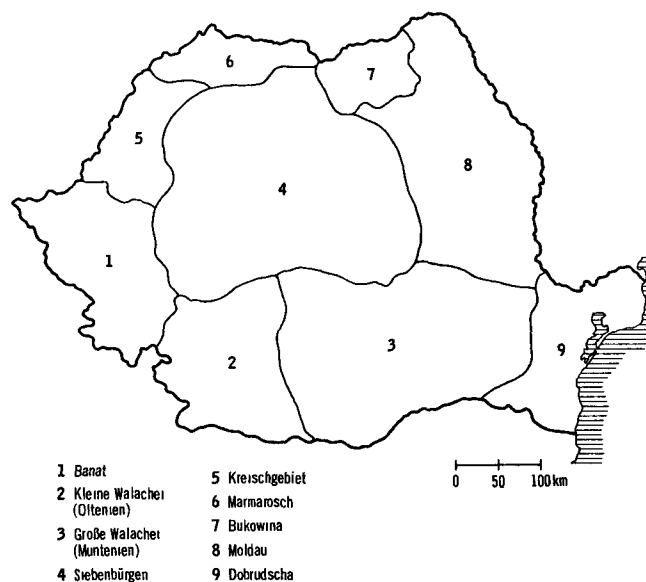 6
7
5
8
4
1
9
3
2
1 Banat
2 Kleine Walachei
(Oltenien)
3 Große Walachei
(Muntenien)
4 Siebenbürgen
5 Kreischgebiet
6 Marmarosch
7 Bukowina
8 Moldau
9 Dobrudscha
0 50 100 km